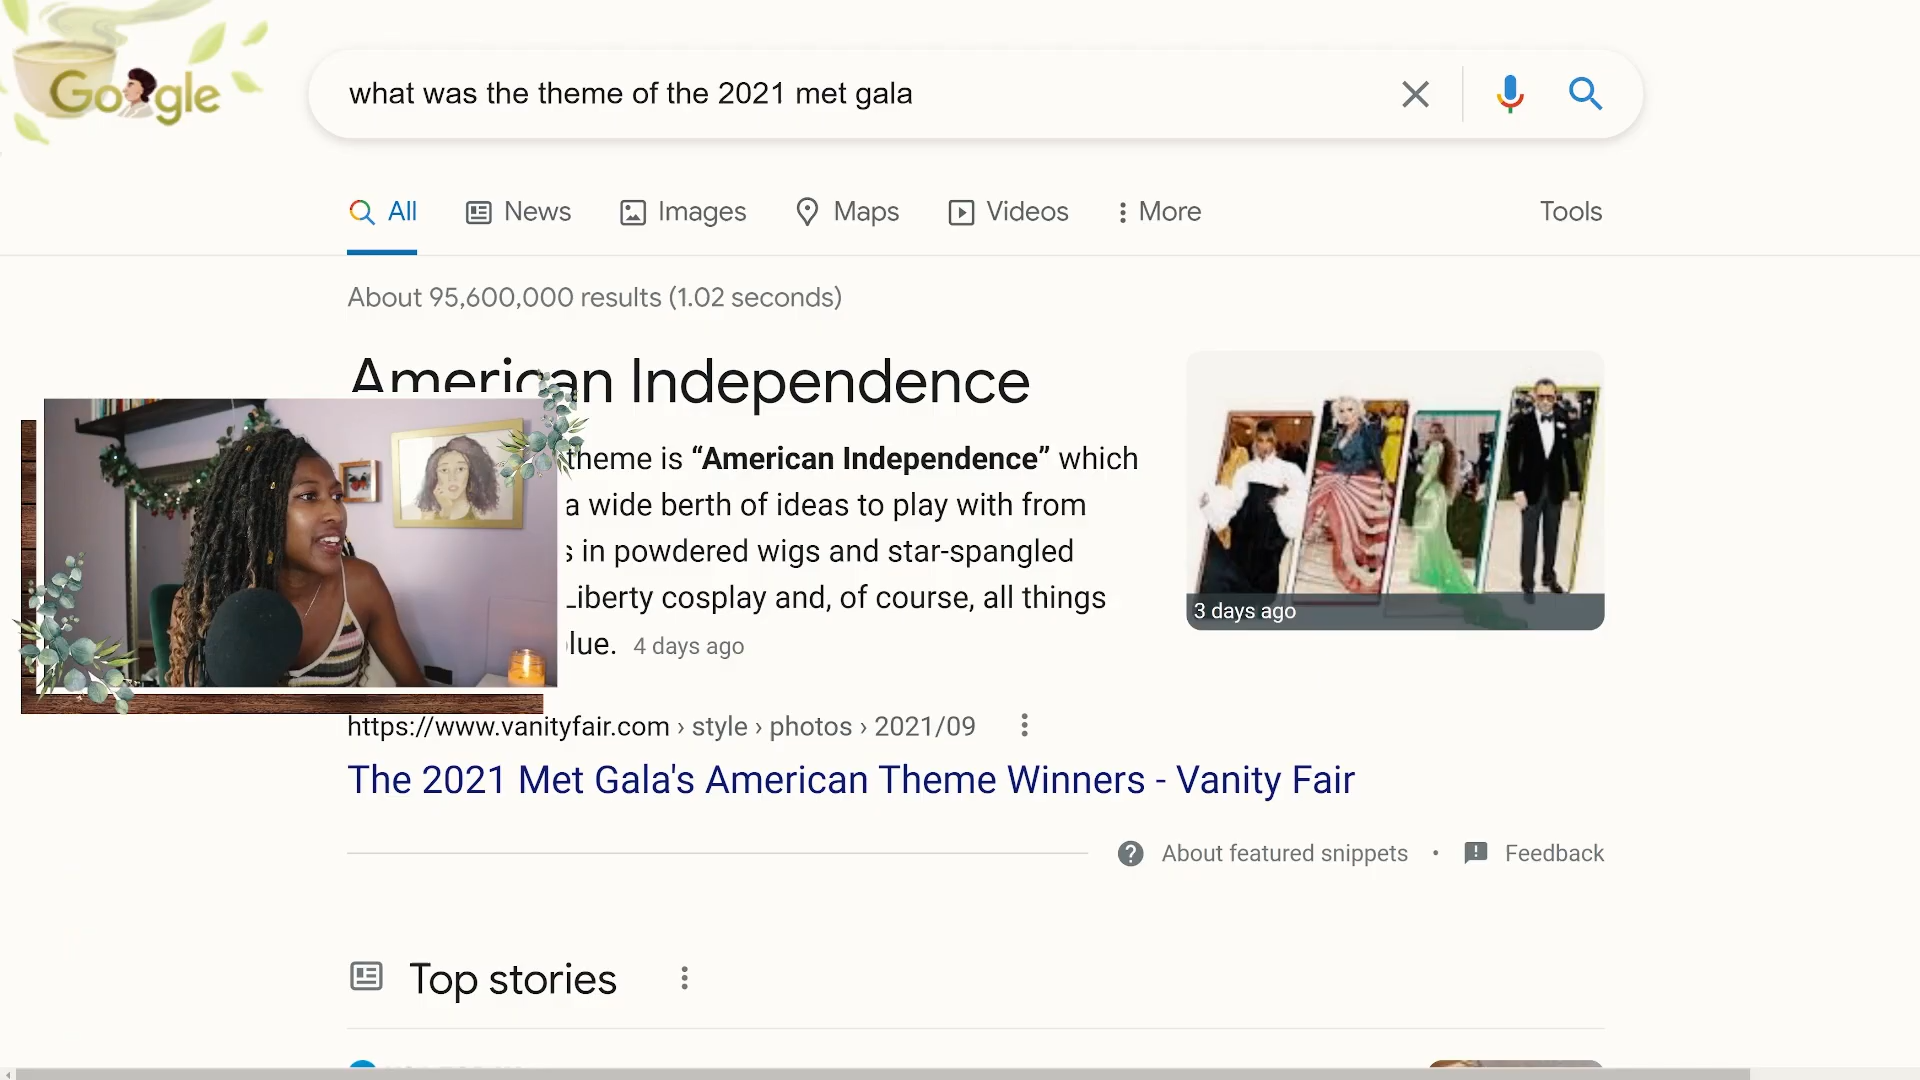 Google
what was the theme of the 2021 met gala
All
News
Images
Maps
Videos
More
Tools
About 95,600,000 results (1.02 seconds)
American Independence
theme is “American Independence” which
a wide berth of ideas to play with from
s in powdered wigs and star-spangled
Liberty cosplay and, of course, all things
lue. 4 days ago
3 days ago
https://www.vanityfair.com › style › photos › 2021/09
The 2021 Met Gala's American Theme Winners - Vanity Fair
About featured snippets • Feedback
Top stories